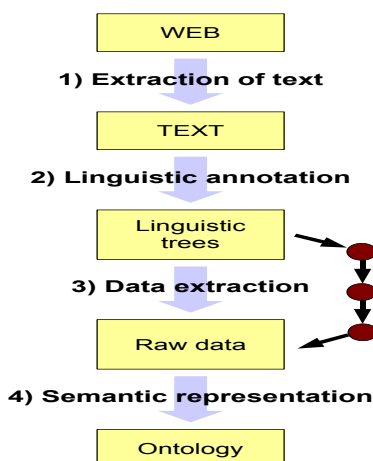 WEB
1) Extraction of text
TEXT
2) Linguistic annotation
Linguistic
trees
3) Data extraction
Raw data
4) Semantic representation
Ontology